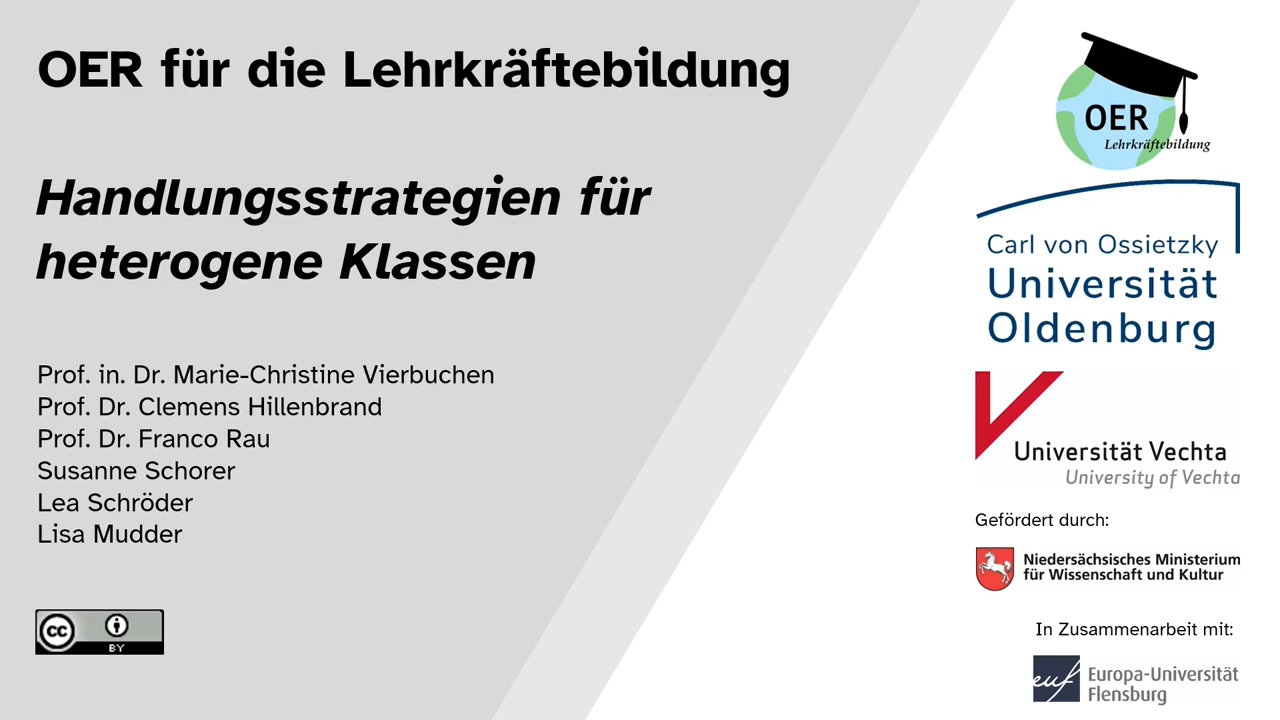 OER für die Lehrkräftebildung
Handlungsstrategien für
heterogene Klassen
Prof. in. Dr. Marie-Christine Vierbuchen
Prof. Dr. Clemens Hillenbrand
Prof. Dr. Franco Rau
Susanne Schorer
Lea Schröder
Lisa Mudder
cc
BY
OER
Lehrkräftebildung
Carl von Ossietzky
Universität
Oldenburg
Universität Vechta
University of Vechta
Gefördert durch:
Niedersächsisches Ministerium
für Wissenschaft und Kultur
In Zusammenarbeit mit:
euf
Europa-Universität
Flensburg